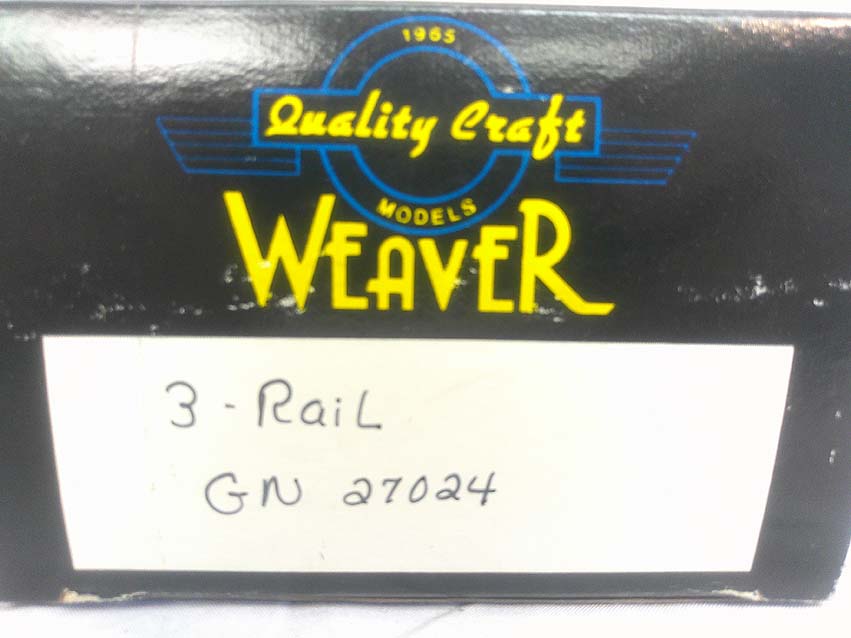 1965
Quality Craft
MODELS
WEAVER
3-RaiL
GN 27024